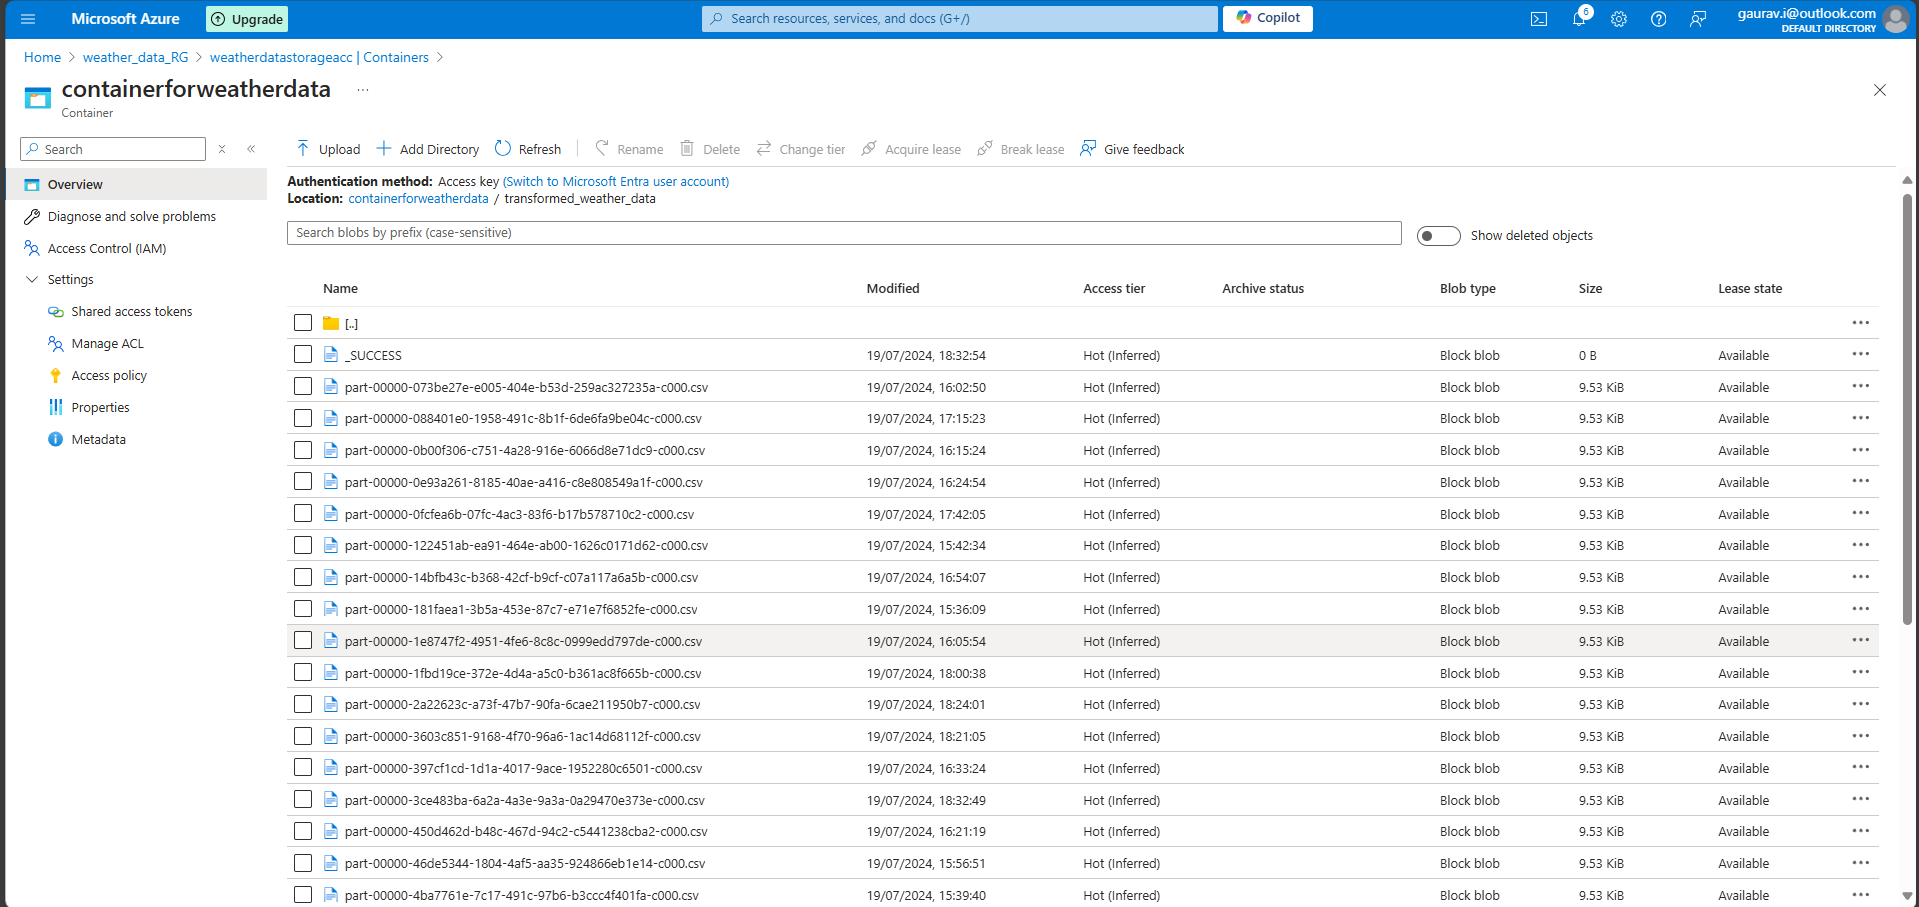 Microsoft Azure
Upgrade
Search resources, services, and docs (G+/)
Copilot
6
gaurav.i@outlook.com
DEFAULT DIRECTORY
Home > weather_data_RG > weatherdatastorageacc | Containers >
containerforweatherdata ...
Container
Search
Upload Add Directory Refresh Rename Delete Change tier Acquire lease Break lease Give feedback
Overview
Diagnose and solve problems
Access Control (IAM)
Settings
Shared access tokens
Manage ACL
Access policy
Properties
Metadata
Authentication method: Access key (Switch to Microsoft Entra user account)
Location: containerforweatherdata / transformed_weather_data
Search blobs by prefix (case-sensitive)
Show deleted objects
Name Modified Access tier Archive status Blob type Size Lease state
[..]
_SUCCESS 19/07/2024, 18:32:54 Hot (Inferred) Block blob 0 B Available
part-00000-073be27e-e005-404e-b53d-259ac327235a-c000.csv 19/07/2024, 16:02:50 Hot (Inferred) Block blob 9.53 KiB Available
part-00000-088401e0-1958-491c-8b1f-6de6fa9be04c-c000.csv 19/07/2024, 17:15:23 Hot (Inferred) Block blob 9.53 KiB Available
part-00000-0b00f306-c751-4a28-916e-6066d8e71dc9-c000.csv 19/07/2024, 16:15:24 Hot (Inferred) Block blob 9.53 KiB Available
part-00000-0e93a261-8185-40ae-a416-c8e808549a1f-c000.csv 19/07/2024, 16:24:54 Hot (Inferred) Block blob 9.53 KiB Available
part-00000-0fcfea6b-07fc-4ac3-83f6-b17b578710c2-c000.csv 19/07/2024, 17:42:05 Hot (Inferred) Block blob 9.53 KiB Available
part-00000-122451ab-ea91-464e-ab00-1626c0171d62-c000.csv 19/07/2024, 15:42:34 Hot (Inferred) Block blob 9.53 KiB Available
part-00000-14bfb43c-b368-42cf-b9cf-c07a117a6a5b-c000.csv 19/07/2024, 16:54:07 Hot (Inferred) Block blob 9.53 KiB Available
part-00000-181faea1-3b5a-453e-87c7-e71e7f6852fe-c000.csv 19/07/2024, 15:36:09 Hot (Inferred) Block blob 9.53 KiB Available
part-00000-1e8747f2-4951-4fe6-8c8c-0999edd797de-c000.csv 19/07/2024, 16:05:54 Hot (Inferred) Block blob 9.53 KiB Available
part-00000-1fbd19ce-372e-4d4a-a5c0-b361ac8f665b-c000.csv 19/07/2024, 18:00:38 Hot (Inferred) Block blob 9.53 KiB Available
part-00000-2a22623c-a73f-47b7-90fa-6cae211950b7-c000.csv 19/07/2024, 18:24:01 Hot (Inferred) Block blob 9.53 KiB Available
part-00000-3603c851-9168-4f70-96a6-1ac14d68112f-c000.csv 19/07/2024, 18:21:05 Hot (Inferred) Block blob 9.53 KiB Available
part-00000-397cf1cd-1d1a-4017-9ace-1952280c6501-c000.csv 19/07/2024, 16:33:24 Hot (Inferred) Block blob 9.53 KiB Available
part-00000-3ce483ba-6a2a-4a3e-9a3a-0a29470e373e-c000.csv 19/07/2024, 18:32:49 Hot (Inferred) Block blob 9.53 KiB Available
part-00000-450d462d-b48c-467d-94c2-c5441238cba2-c000.csv 19/07/2024, 16:21:19 Hot (Inferred) Block blob 9.53 KiB Available
part-00000-46de5344-1804-4af5-aa35-924866eb1e14-c000.csv 19/07/2024, 15:56:51 Hot (Inferred) Block blob 9.53 KiB Available
part-00000-4ba7761e-7c17-491c-97b6-b3ccc4f401fa-c000.csv 19/07/2024, 15:39:40 Hot (Inferred) Block blob 9.53 KiB Available